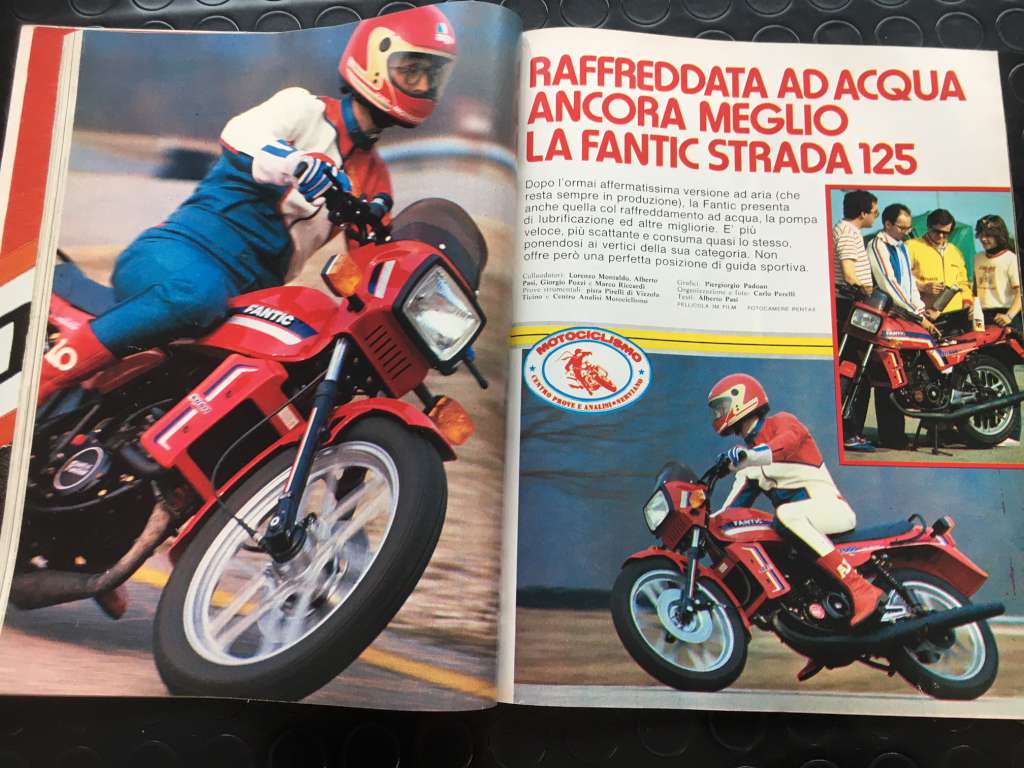 RAFFREDDATA AD ACQUA
ANCORA MEGLIO
LA FANTIC STRADA 125
Dopo l'ormai affermatissima versione ad aria (che
resta sempre in produzione), la Fantic presenta
anche quella col raffreddamento ad acqua, la pompa
di lubrificazione ed altre migliorie. E' più
veloce, più scattante e consuma quasi lo stesso,
ponendosi ai vertici della sua categoria. Non
offre però una perfetta posizione di guida sportiva.
Collaudatori: Lorenzo Montaldo, Alberto
Pasi, Giorgio Pozzi e Marco Riccardi
Prove strumentali: pista Pirelli di Vizzola
Ticino e Centro Analisi Motociclismo
Grafici: Piergiorgio Padoan
Organizzazione e foto: Carlo Perelli
Testi: Alberto Pasi
PELLICOLA 3M FILM FOTOCAMERE PENTAX
MOTOCICLISMO
CENTRO PROVE E ANALISI • NERVIANO
FANTIC
FANTIC